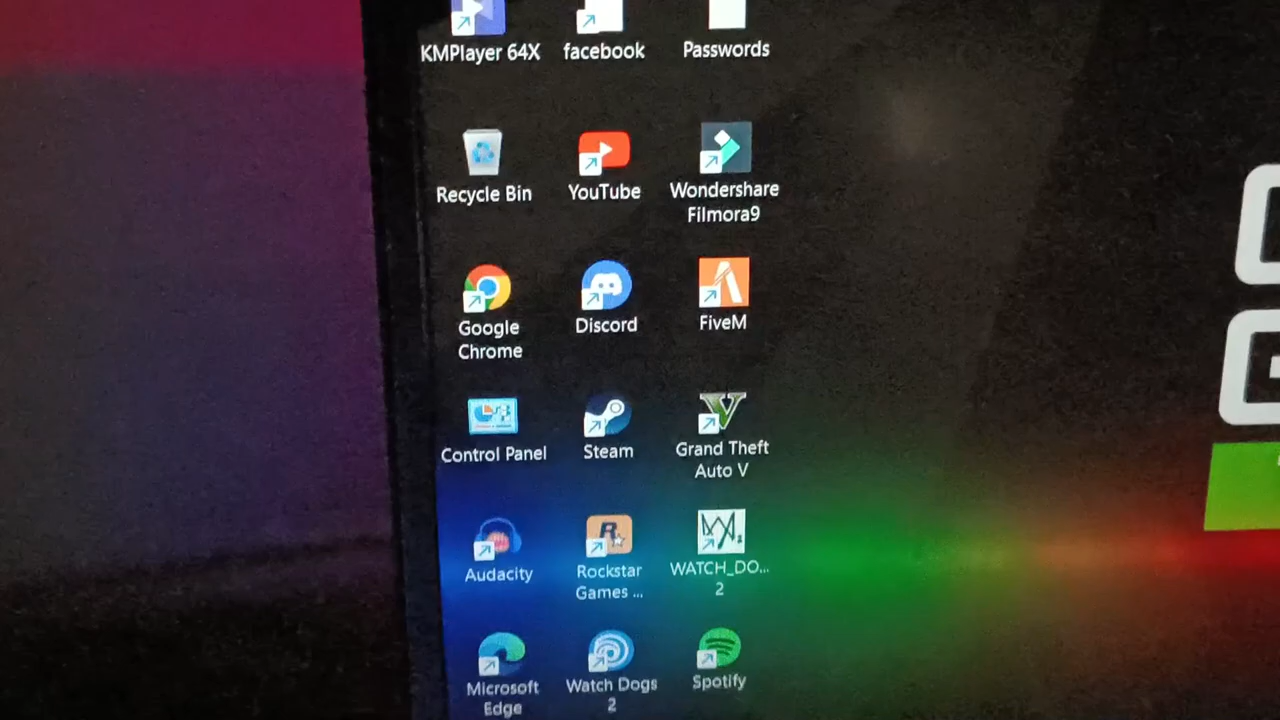 KMPlayer 64X
facebook
Passwords
Recycle Bin
YouTube
Wondershare
Filmora9
Google
Chrome
Discord
FiveM
Control Panel
Steam
Grand Theft
Auto V
Audacity
Rockstar
Games ...
WATCH_DO...
2
Microsoft
Edge
Watch Dogs
2
Spotify